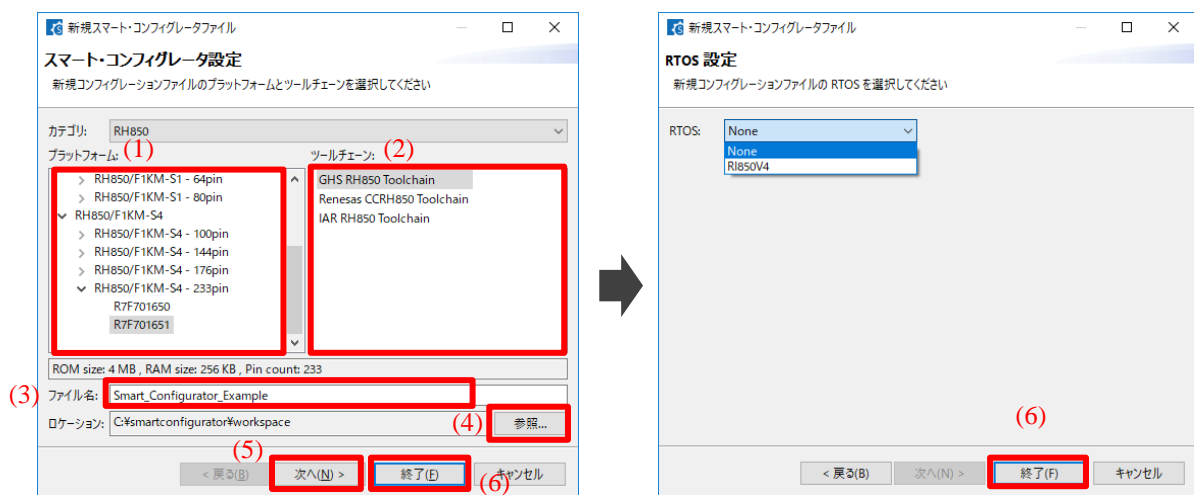 新規スマート・コンフィグレータファイル
スマート・コンフィグレータ設定
新規コンフィグレーションファイルのプラットフォームとツールチェーンを選択してください
カテゴリ: RH850
プラットフォーム: (1) ツールチェーン: (2)
RH850/F1KM-S1 - 64pin
RH850/F1KM-S1 - 80pin
RH850/F1KM-S4
RH850/F1KM-S4 - 100pin
RH850/F1KM-S4 - 144pin
RH850/F1KM-S4 - 176pin
RH850/F1KM-S4 - 233pin
R7F701650
R7F701651
GHS RH850 Toolchain
Renesas CCRH850 Toolchain
IAR RH850 Toolchain
ROM size: 4 MB , RAM size: 256 KB , Pin count: 233
(3) ファイル名: Smart_Configurator_Example
ロケーション: C:¥smartconfigurator¥workspace (4) 参照...
(5)
< 戻る(B) 次へ(N) > 終了(F) (6) キャンセル
新規スマート・コンフィグレータファイル
RTOS 設定
新規コンフィグレーションファイルの RTOS を選択してください
RTOS: None
None
RI850V4
(6)
< 戻る(B) 次へ(N) > 終了(F) キャンセル